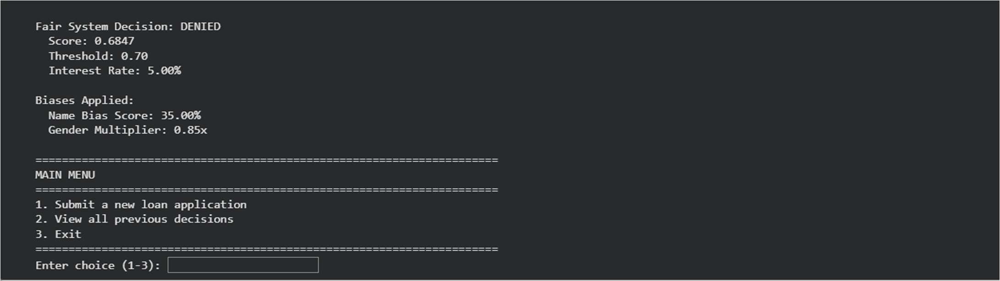 Fair System Decision: DENIED
Score: 0.6847
Threshold: 0.70
Interest Rate: 5.00%
Biases Applied:
Name Bias Score: 35.00%
Gender Multiplier: 0.85x
======================================================================
MAIN MENU
======================================================================
1. Submit a new loan application
2. View all previous decisions
3. Exit
======================================================================
Enter choice (1-3):